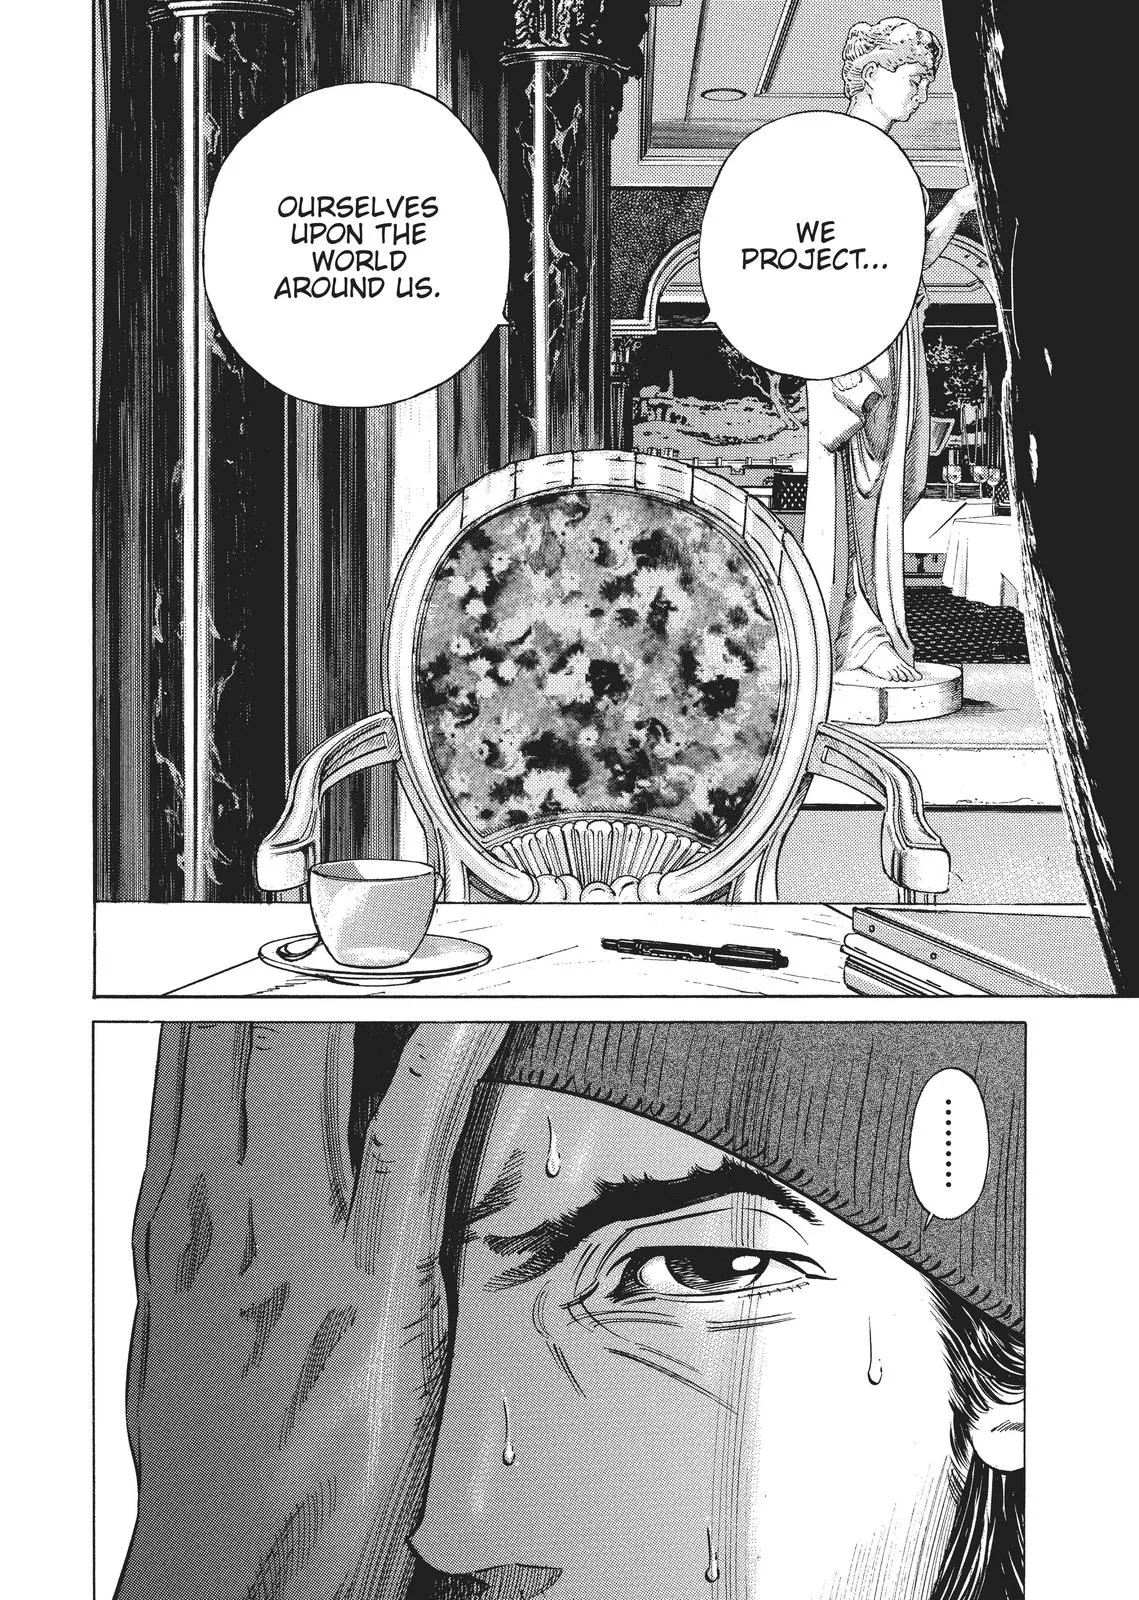 WE
PROJECT...
OURSELVES
UPON THE
WORLD
AROUND US.
.........